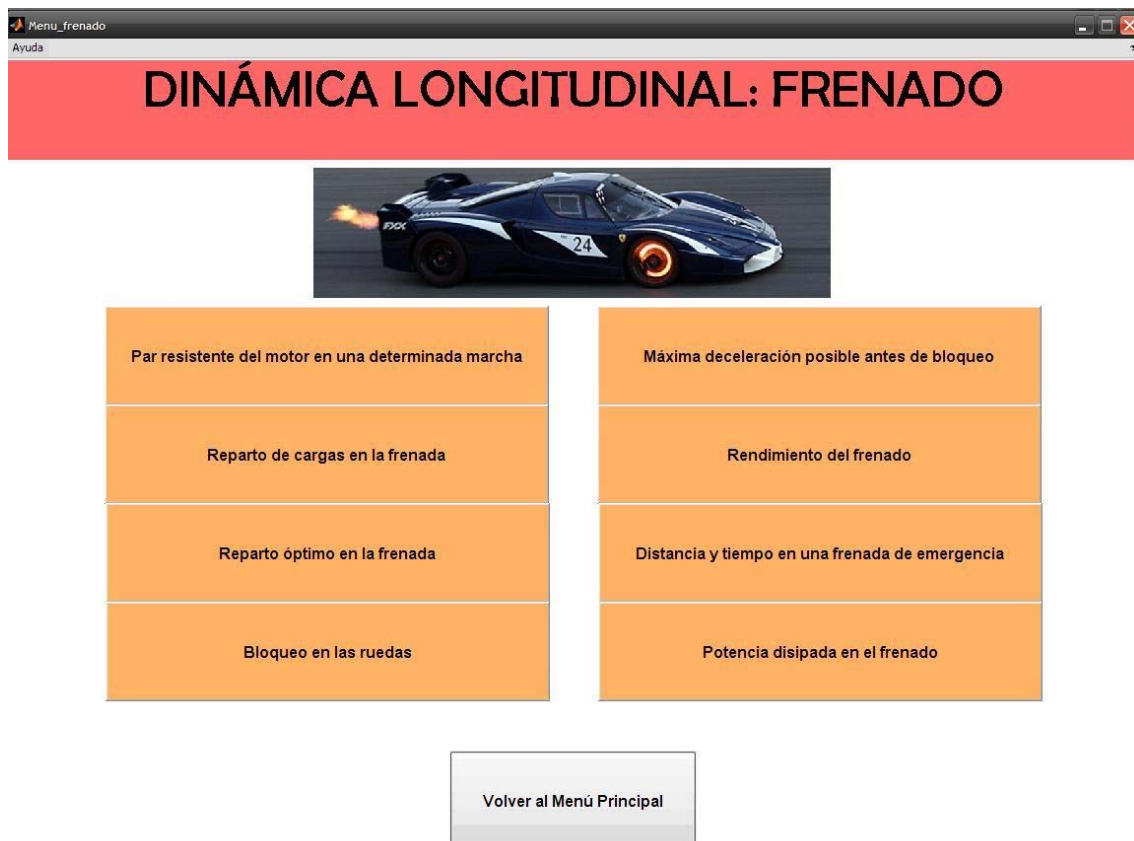 Menu_frenado
Ayuda
DINÁMICA LONGITUDINAL: FRENADO
FXX
24
Par resistente del motor en una determinada marcha
Máxima deceleración posible antes de bloqueo
Reparto de cargas en la frenada
Rendimiento del frenado
Reparto óptimo en la frenada
Distancia y tiempo en una frenada de emergencia
Bloqueo en las ruedas
Potencia disipada en el frenado
Volver al Menú Principal